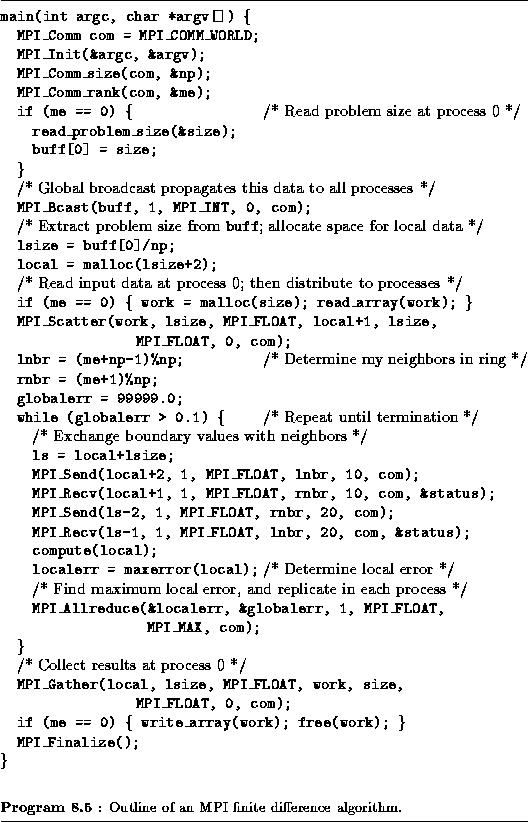 main(int argc, char *argv[]) {
MPI_Comm com = MPI_COMM_WORLD;
MPI_Init(&argc, &argv);
MPI_Comm_size(com, &np);
MPI_Comm_rank(com, &me);
if (me == 0) { /* Read problem size at process 0 */
read_problem_size(&size);
buff[0] = size;
}
/* Global broadcast propagates this data to all processes */
MPI_Bcast(buff, 1, MPI_INT, 0, com);
/* Extract problem size from buff; allocate space for local data */
lsize = buff[0]/np;
local = malloc(lsize+2);
/* Read input data at process 0; then distribute to processes */
if (me == 0) { work = malloc(size); read_array(work); }
MPI_Scatter(work, lsize, MPI_FLOAT, local+1, lsize,
MPI_FLOAT, 0, com);
lnbr = (me+np-1)%np; /* Determine my neighbors in ring */
rnbr = (me+1)%np;
globalerr = 99999.0;
while (globalerr > 0.1) { /* Repeat until termination */
/* Exchange boundary values with neighbors */
ls = local+lsize;
MPI_Send(local+2, 1, MPI_FLOAT, lnbr, 10, com);
MPI_Recv(local+1, 1, MPI_FLOAT, rnbr, 10, com, &status);
MPI_Send(ls-2, 1, MPI_FLOAT, rnbr, 20, com);
MPI_Recv(ls-1, 1, MPI_FLOAT, lnbr, 20, com, &status);
compute(local);
localerr = maxerror(local); /* Determine local error */
/* Find maximum local error, and replicate in each process */
MPI_Allreduce(&localerr, &globalerr, 1, MPI_FLOAT,
MPI_MAX, com);
}
/* Collect results at process 0 */
MPI_Gather(local, lsize, MPI_FLOAT, work, size,
MPI_FLOAT, 0, com);
if (me == 0) { write_array(work); free(work); }
MPI_Finalize();
}
Program 8.5 : Outline of an MPI finite difference algorithm.